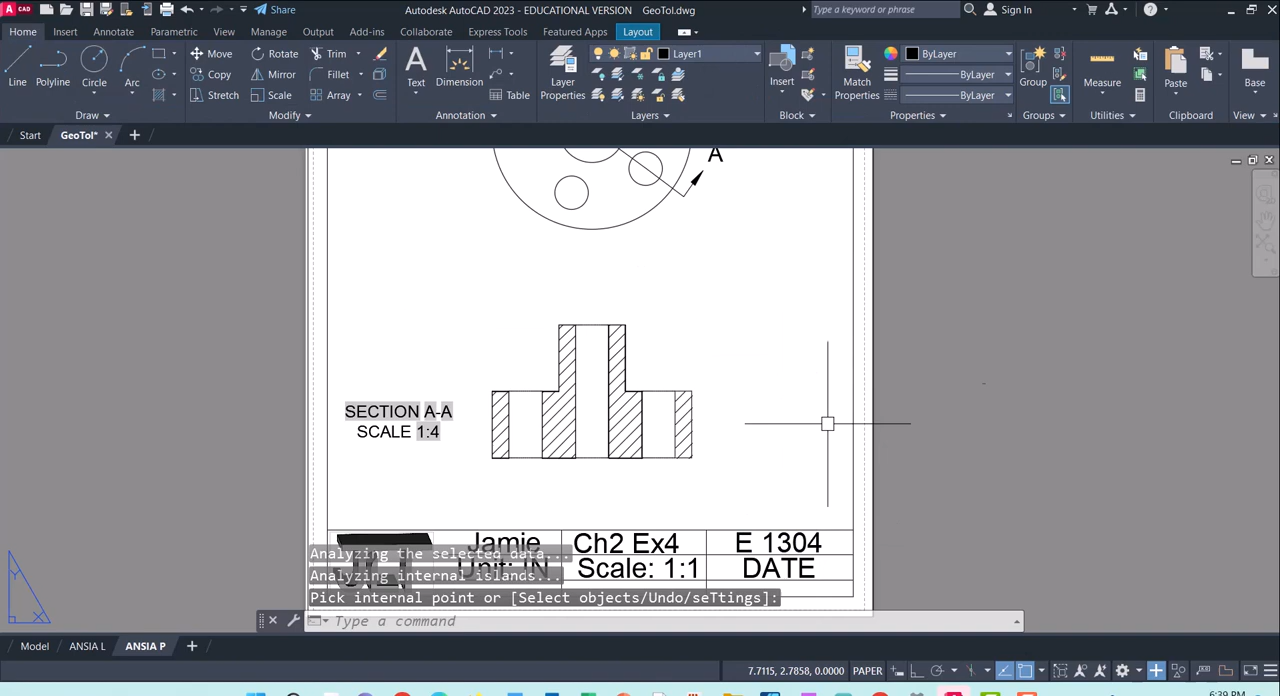 Share
Autodesk AutoCAD 2023 - EDUCATIONAL VERSION GeoTol.dwg
Type a keyword or phrase
Sign In
Home Insert Annotate Parametric View Manage Output Add-ins Collaborate Express Tools Featured Apps Layout
Line Polyline Circle Arc
Move Rotate Trim
Copy Mirror Fillet
Stretch Scale Array
Text Dimension Table
Layer Properties
Layer1
Insert
Match Properties
ByLayer
ByLayer
ByLayer
Group
Measure
Paste
Base
Draw Modify Annotation Layers Block Properties Groups Utilities Clipboard View
Start GeoTol*
A
SECTION A-A
SCALE 1:4
Jamie Ch2 Ex4 E 1304
Unit: IN Scale: 1:1 DATE
Analyzing the selected data...
Analyzing internal islands...
Pick internal point or [Select objects/Undo/seTtings]:
Type a command
Y
X
Model ANSIA L ANSIA P
7.7115, 2.7858, 0.0000 PAPER
6:39 PM